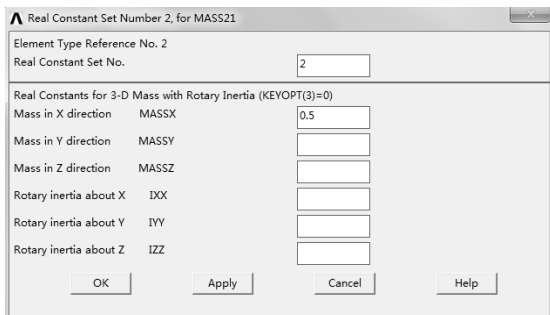 Real Constant Set Number 2, for MASS21
Element Type Reference No. 2
Real Constant Set No. 2
Real Constants for 3-D Mass with Rotary Inertia (KEYOPT(3)=0)
Mass in X direction MASSX 0.5
Mass in Y direction MASSY
Mass in Z direction MASSZ
Rotary inertia about X IXX
Rotary inertia about Y IYY
Rotary inertia about Z IZZ
OK Apply Cancel Help